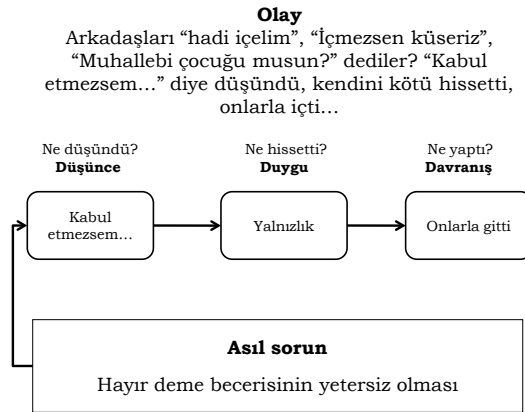 Olay
Arkadaşları “hadi içelim”, “İçmezsen küseriz”,
“Muhallebi çocuğu musun?” dediler? “Kabul
etmezsem…” diye düşündü, kendini kötü hissetti,
onlarla içti…
Ne düşündü?
Düşünce
Ne hissetti?
Duygu
Ne yaptı?
Davranış
Kabul
etmezsem…
Yalnızlık
Onlarla gitti
Asıl sorun
Hayır deme becerisinin yetersiz olması